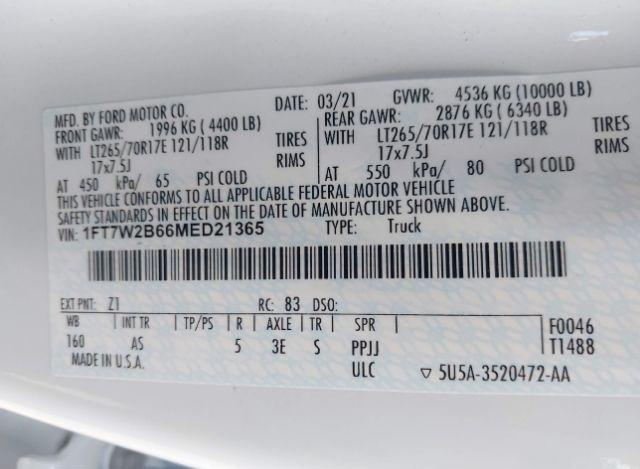 MFD. BY FORD MOTOR CO. DATE: 03/21 GVWR: 4536 KG (10000 LB)
FRONT GAWR: 1996 KG ( 4400 LB) REAR GAWR: 2876 KG ( 6340 LB)
WITH LT265/70R17E 121/118R TIRES WITH LT265/70R17E 121/118R TIRES
17x7.5J RIMS 17x7.5J RIMS
AT 450 kPa/ 65 PSI COLD AT 550 kPa/ 80 PSI COLD
THIS VEHICLE CONFORMS TO ALL APPLICABLE FEDERAL MOTOR VEHICLE
SAFETY STANDARDS IN EFFECT ON THE DATE OF MANUFACTURE SHOWN ABOVE.
VIN: 1FT7W2B66MED21365 TYPE: Truck
EXT PNT: Z1 RC: 83 DSO:
WB INT TR TP/PS R AXLE TR SPR F0046
160 AS 5 3E S PPJJ T1488
MADE IN U.S.A. ULC ▽ 5U5A-3520472-AA